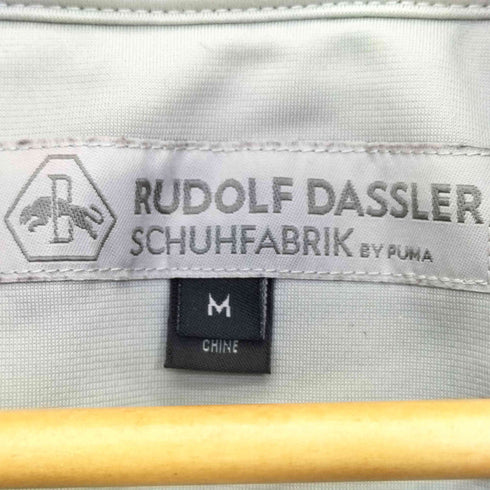 D
RUDOLF DASSLER
SCHUHFABRIK BY PUMA
M
CHINE